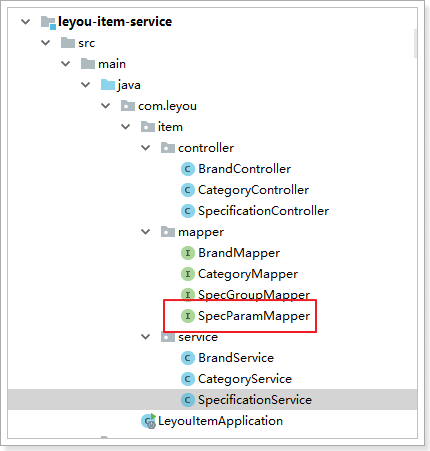 leyou-item-service
src
main
java
com.leyou
item
controller
C BrandController
C CategoryController
C SpecificationController
mapper
I BrandMapper
I CategoryMapper
I SpecGroupMapper
I SpecParamMapper
service
C BrandService
C CategoryService
C SpecificationService
C LeyouItemApplication